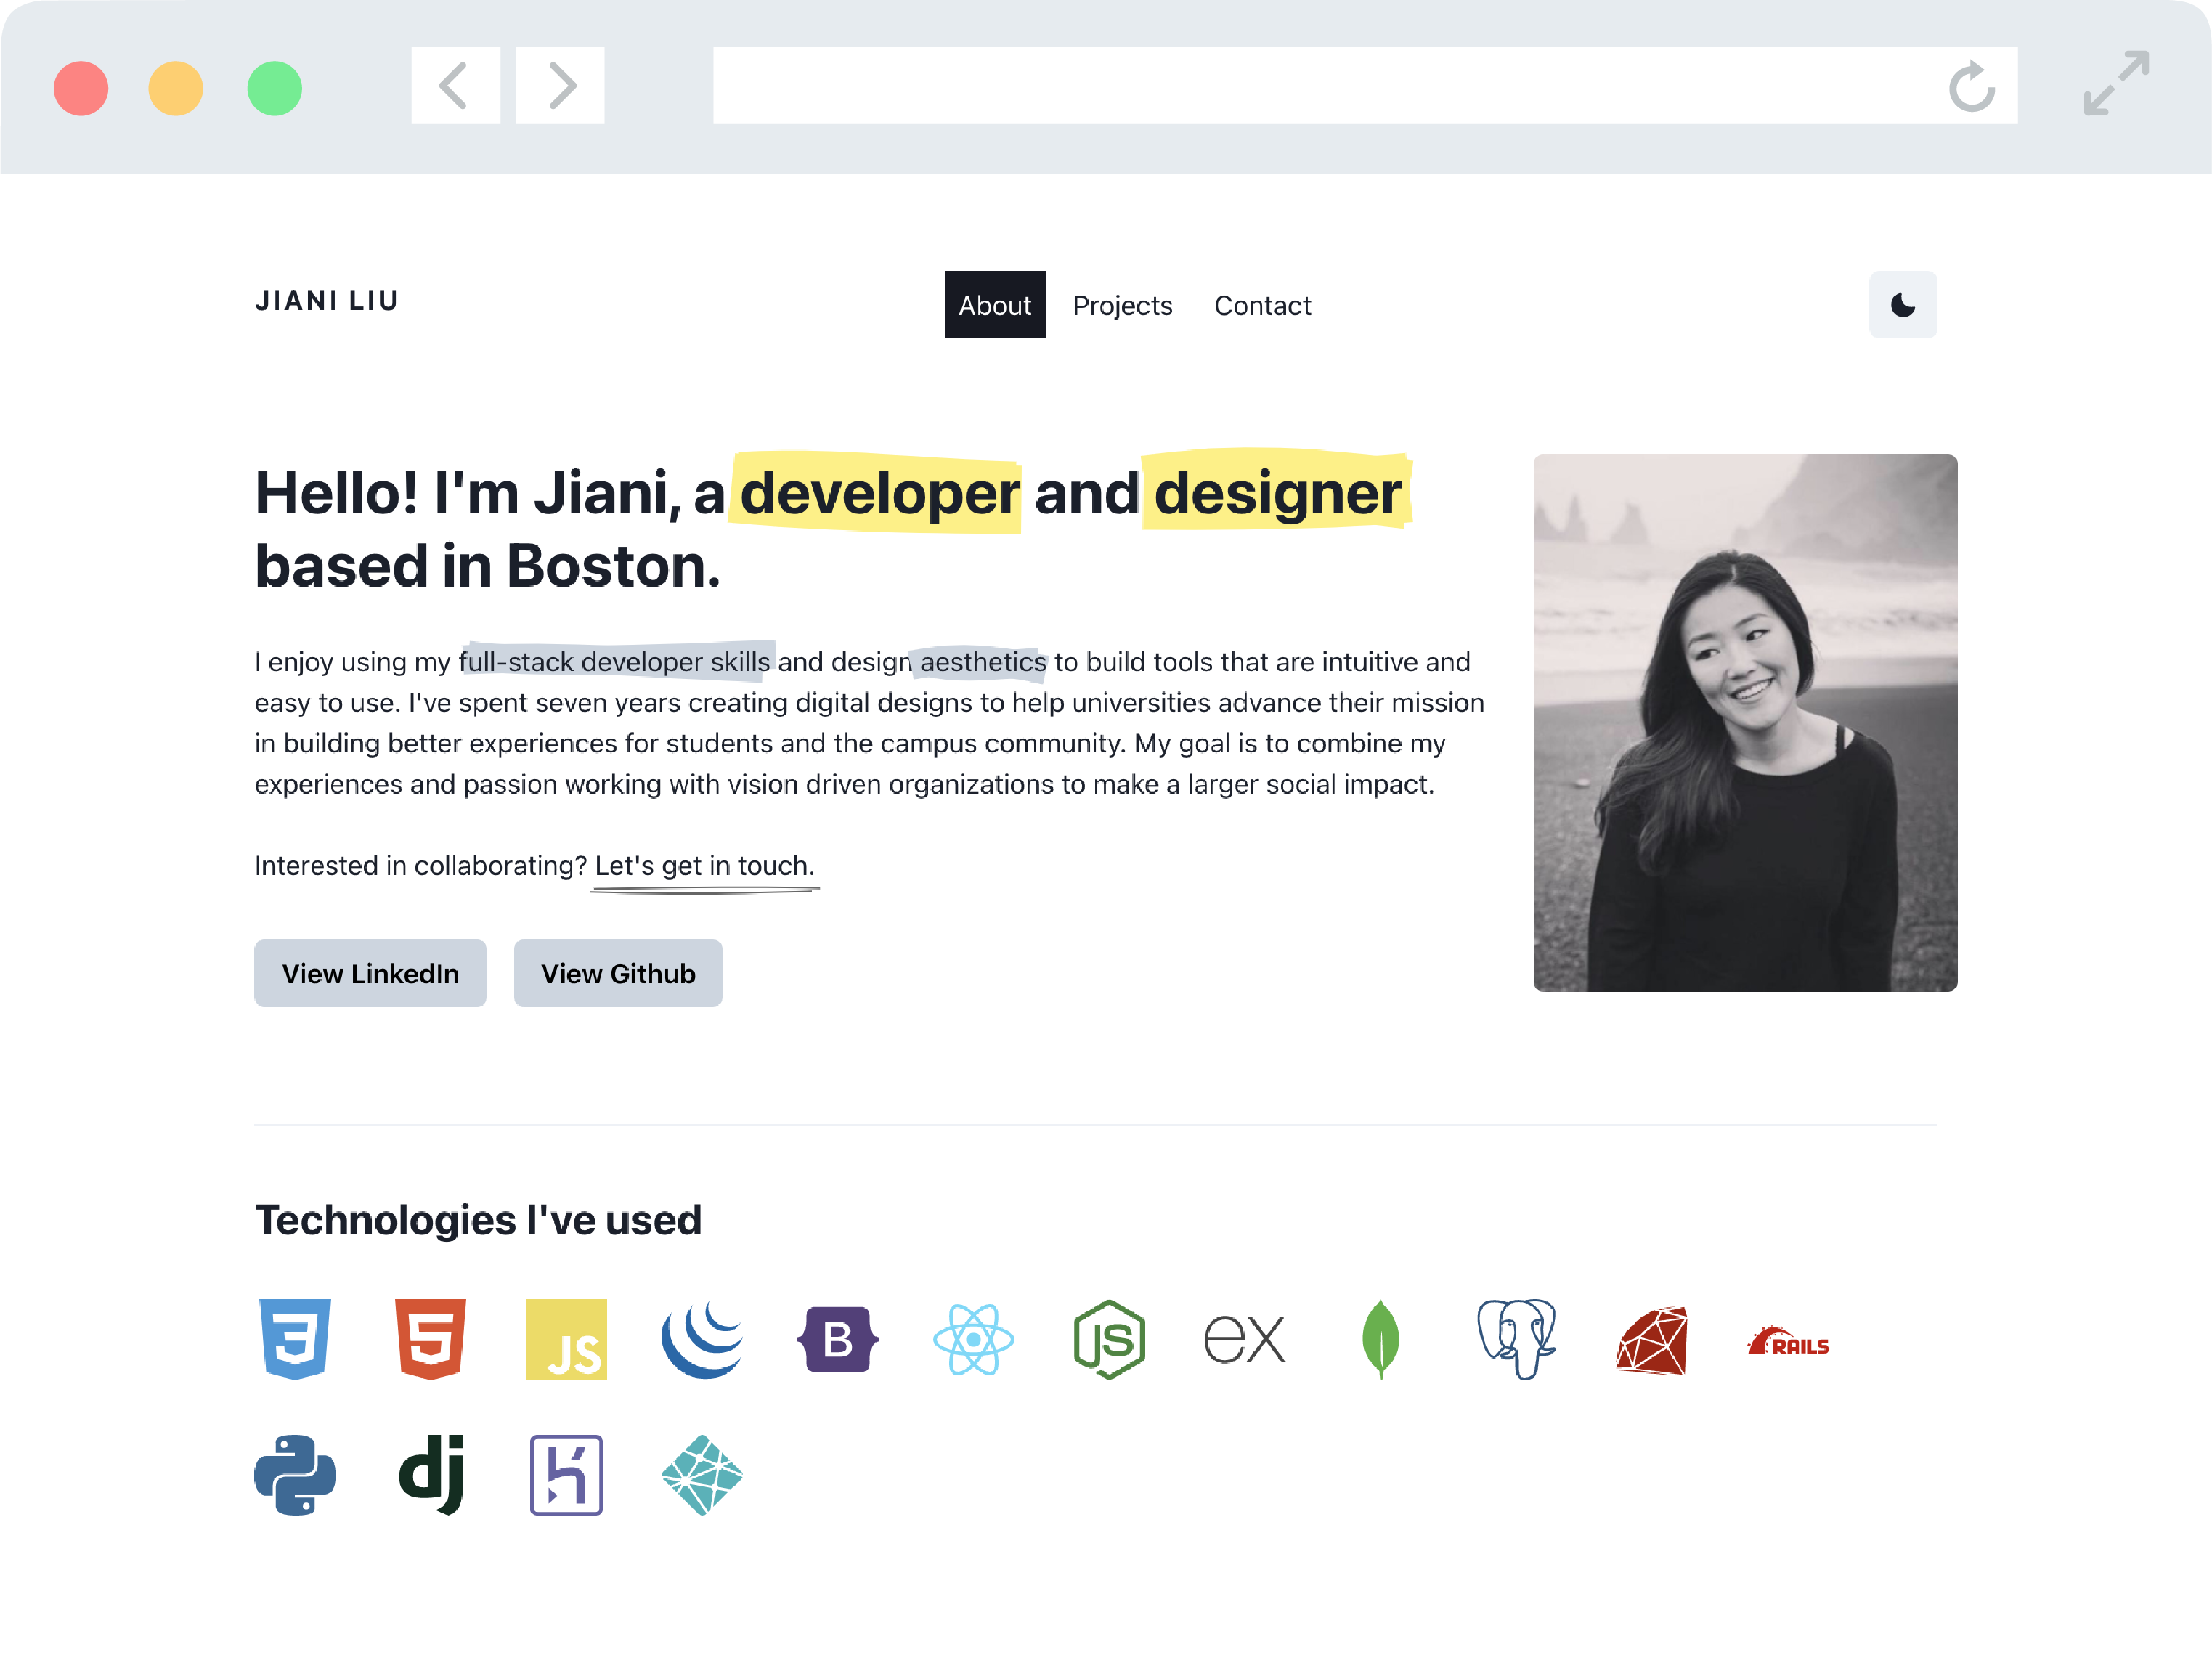 JIANI LIU
About Projects Contact
Hello! I'm Jiani, a developer and designer
based in Boston.
I enjoy using my full-stack developer skills and design aesthetics to build tools that are intuitive and
easy to use. I've spent seven years creating digital designs to help universities advance their mission
in building better experiences for students and the campus community. My goal is to combine my
experiences and passion working with vision driven organizations to make a larger social impact.
Interested in collaborating? Let's get in touch.
View LinkedIn View Github
Technologies I've used
3 5 JS B JS ex RAILS
dj